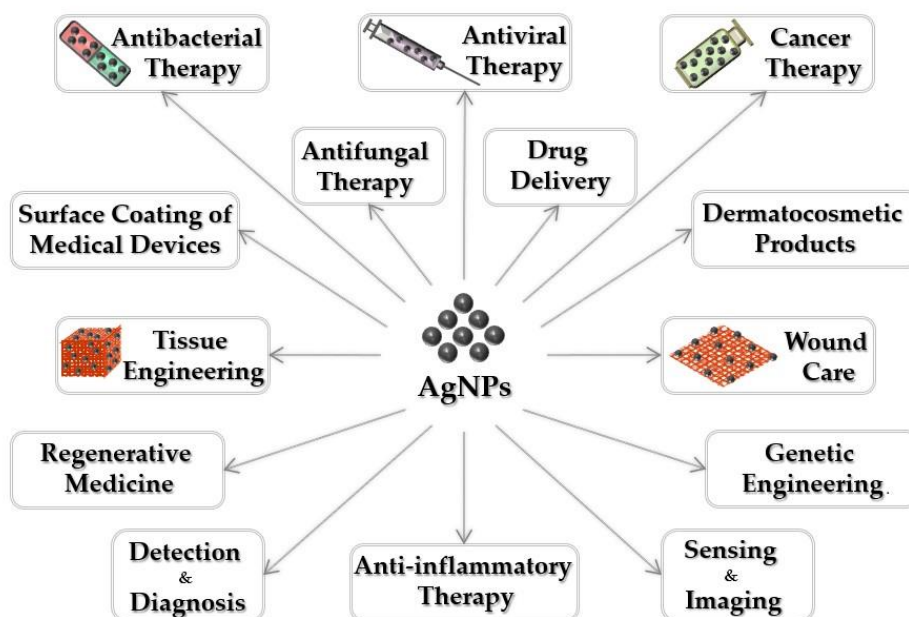 Antibacterial
Therapy
Antiviral
Therapy
Cancer
Therapy
Antifungal
Therapy
Drug
Delivery
Surface Coating of
Medical Devices
Dermatocosmetic
Products
Tissue
Engineering
AgNPs
Wound
Care
Regenerative
Medicine
Genetic
Engineering.
Detection
&
Diagnosis
Anti-inflammatory
Therapy
Sensing
&
Imaging